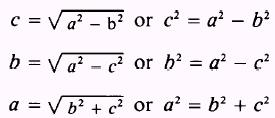 c = √a² − b² or c² = a² − b²
b = √a² − c² or b² = a² − c²
a = √b² + c² or a² = b² + c²